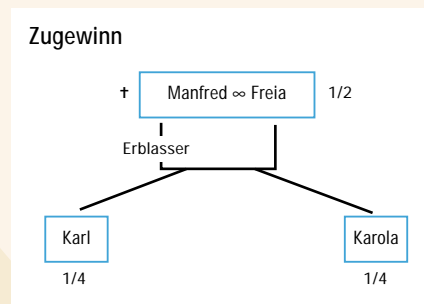 Zugewinn
✝ Manfred ∞ Freia 1/2
Erblasser
Karl Karola
1/4 1/4